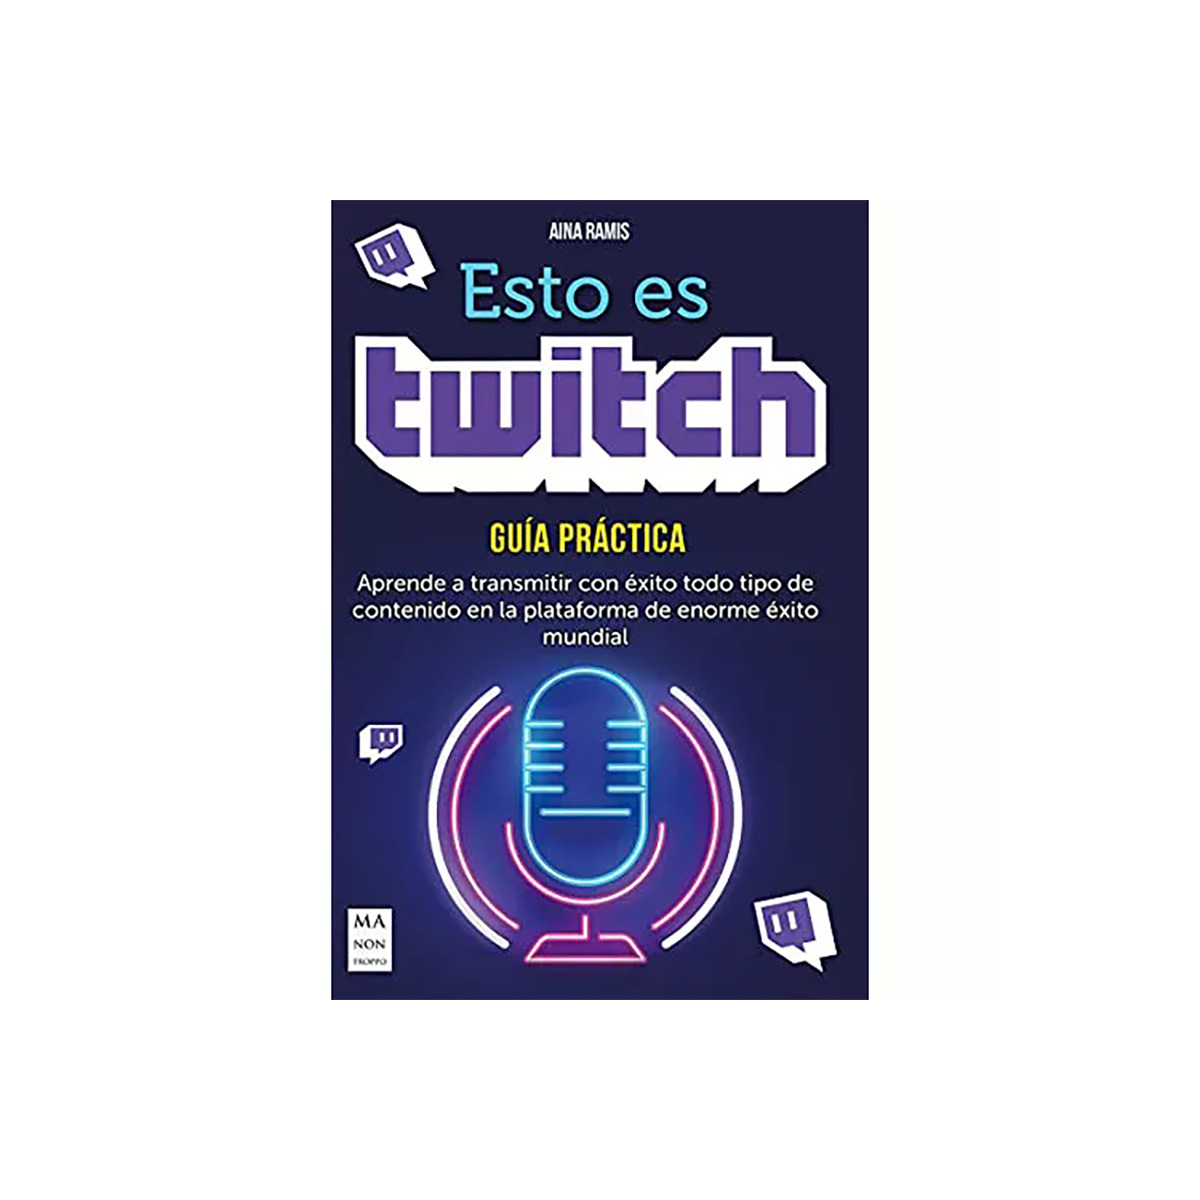 AINA RAMIS
Esto es
twitch
GUÍA PRÁCTICA
Aprende a transmitir con éxito todo tipo de
contenido en la plataforma de enorme éxito
mundial
MA
NON
TROPPO